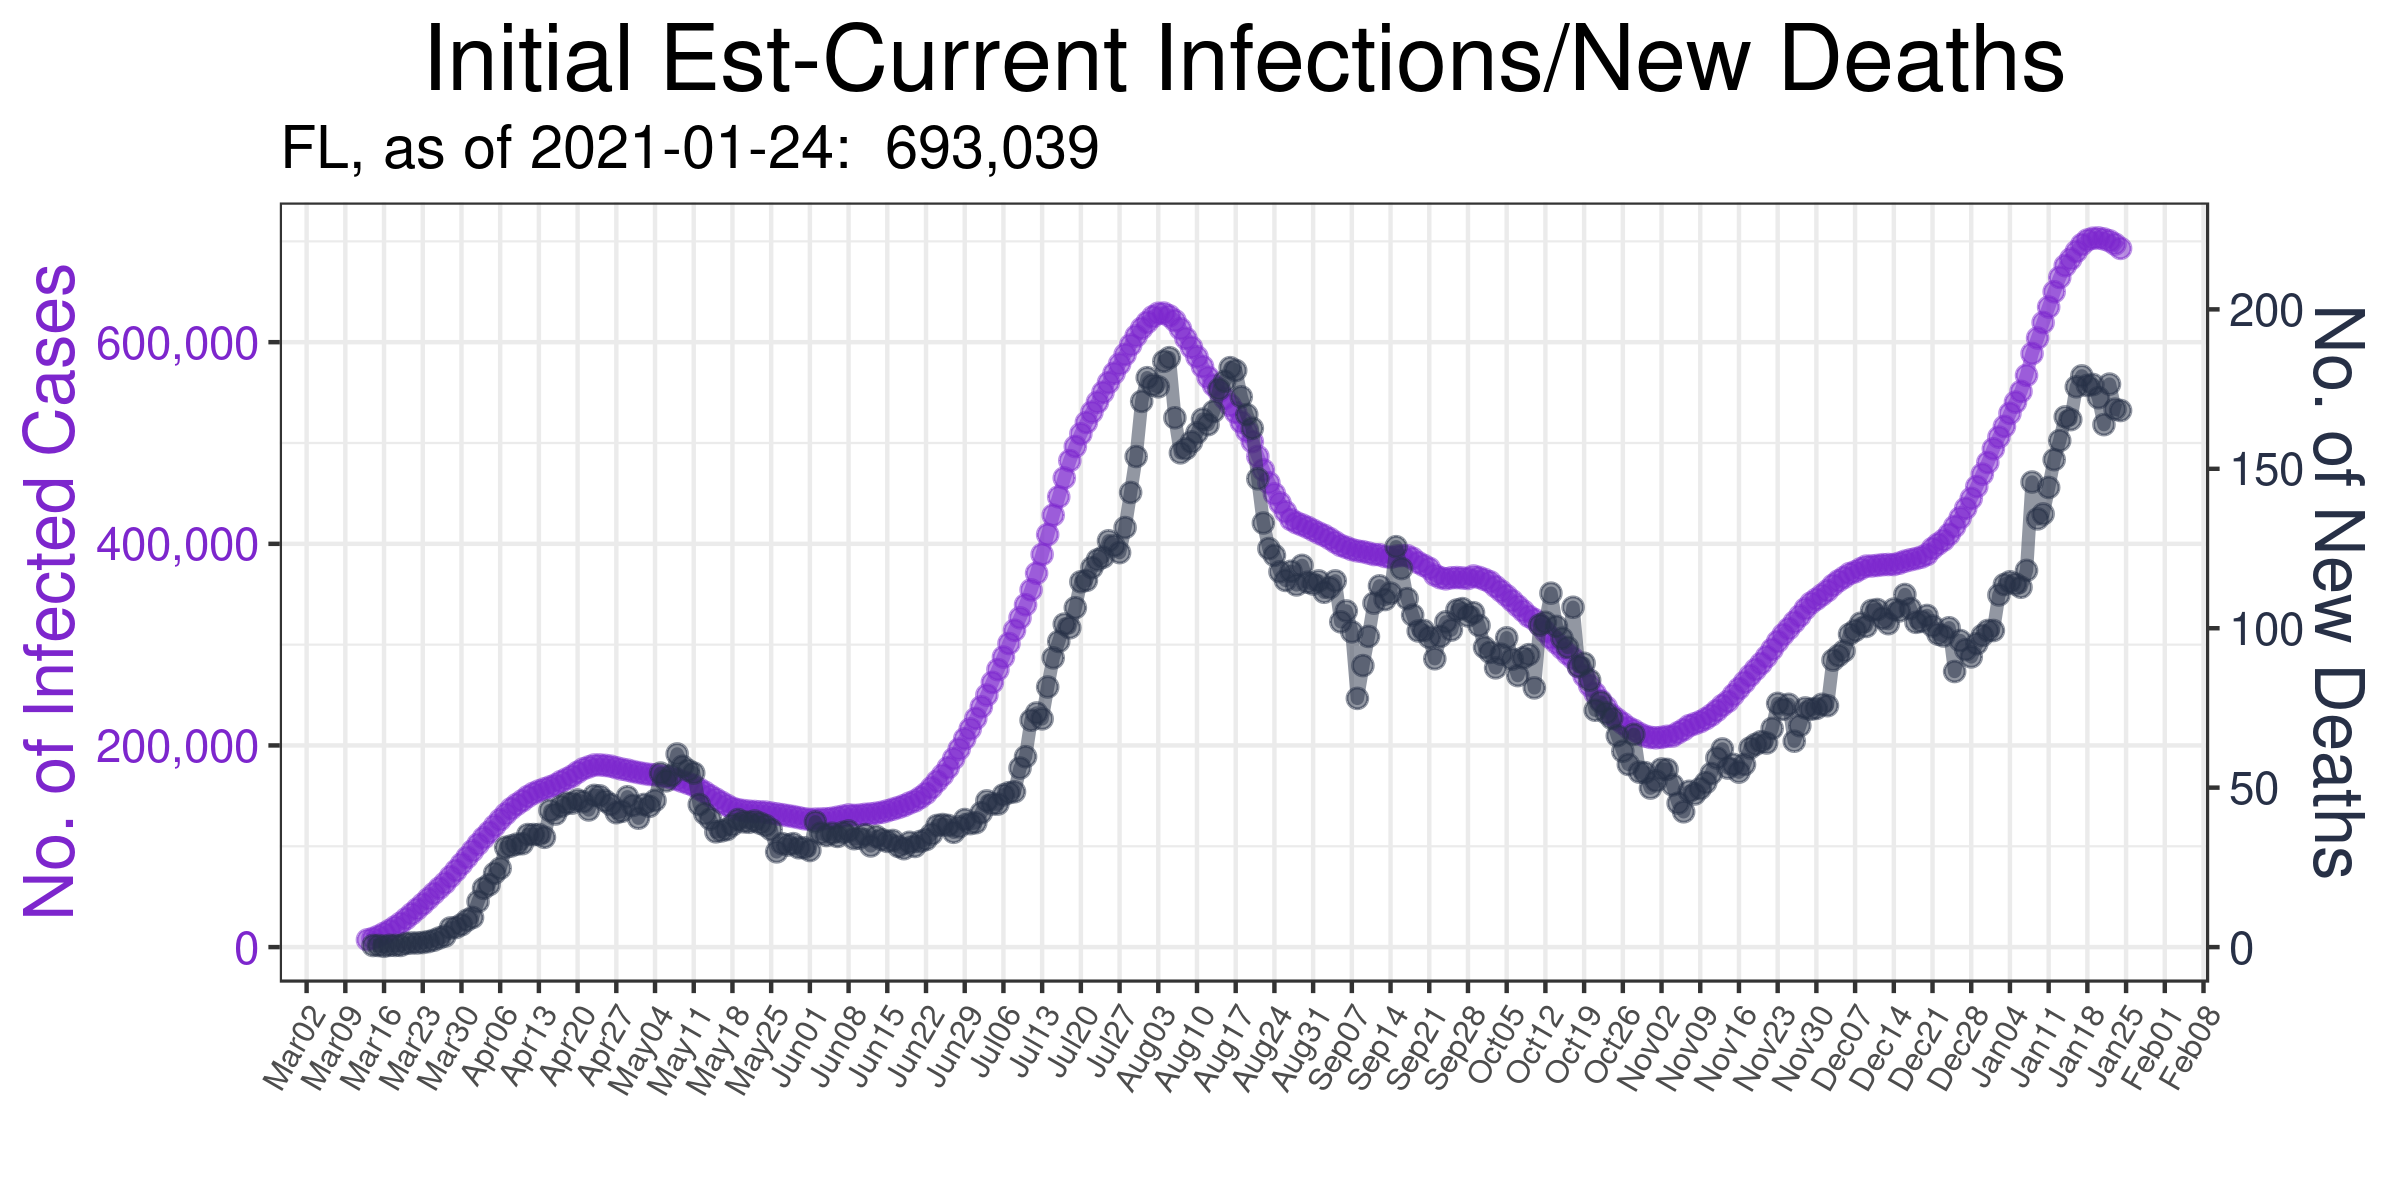 Initial Est-Current Infections/New Deaths
FL, as of 2021-01-24:  693,039
No. of Infected Cases
600,000
400,000
200,000
0
200
150
100
50
0
No. of New Deaths
Mar02
Mar09
Mar16
Mar23
Mar30
Apr06
Apr13
Apr20
Apr27
May04
May11
May18
May25
Jun01
Jun08
Jun15
Jun22
Jun29
Jul06
Jul13
Jul20
Jul27
Aug03
Aug10
Aug17
Aug24
Aug31
Sep07
Sep14
Sep21
Sep28
Oct05
Oct12
Oct19
Oct26
Nov02
Nov09
Nov16
Nov23
Nov30
Dec07
Dec14
Dec21
Dec28
Dec04
Jan11
Jan18
Jan25
Feb01
Feb08